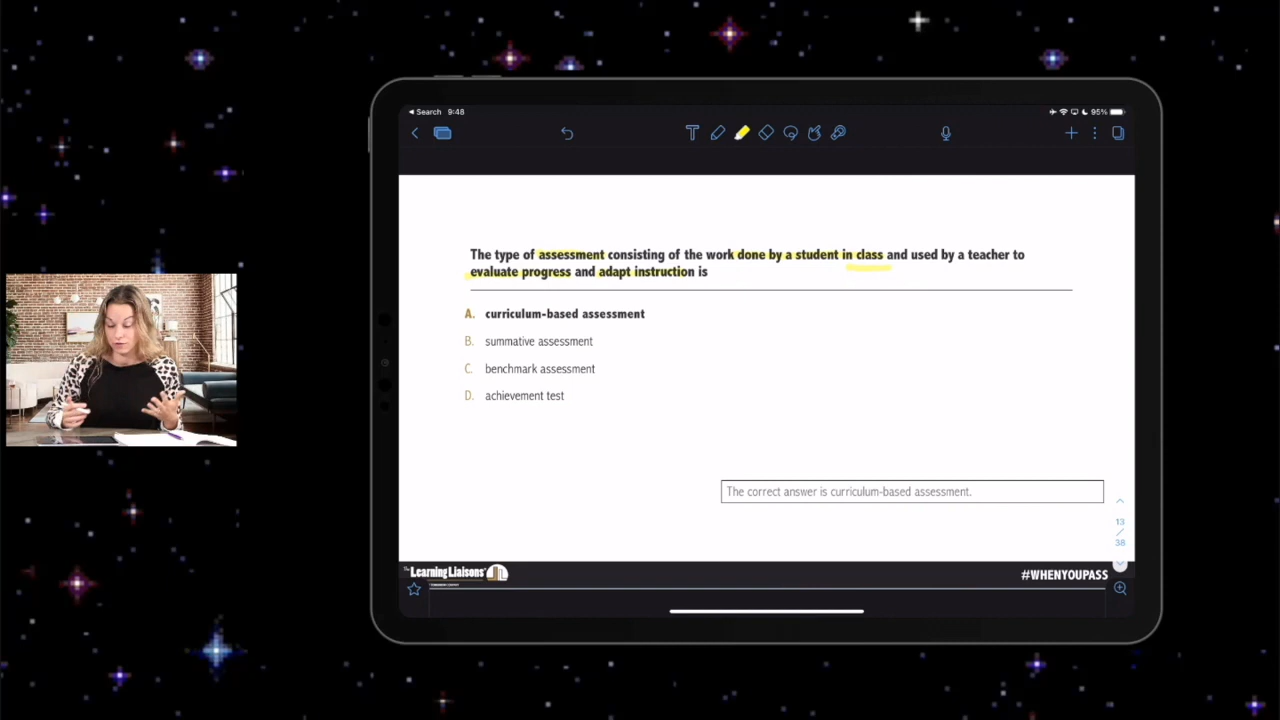 Search 9:48
95%
The type of assessment consisting of the work done by a student in class and used by a teacher to
evaluate progress and adapt instruction is
A. curriculum-based assessment
B. summative assessment
C. benchmark assessment
D. achievement test
The correct answer is curriculum-based assessment.
13
/
38
The Learning Liaisons
#WHENYOUPASS